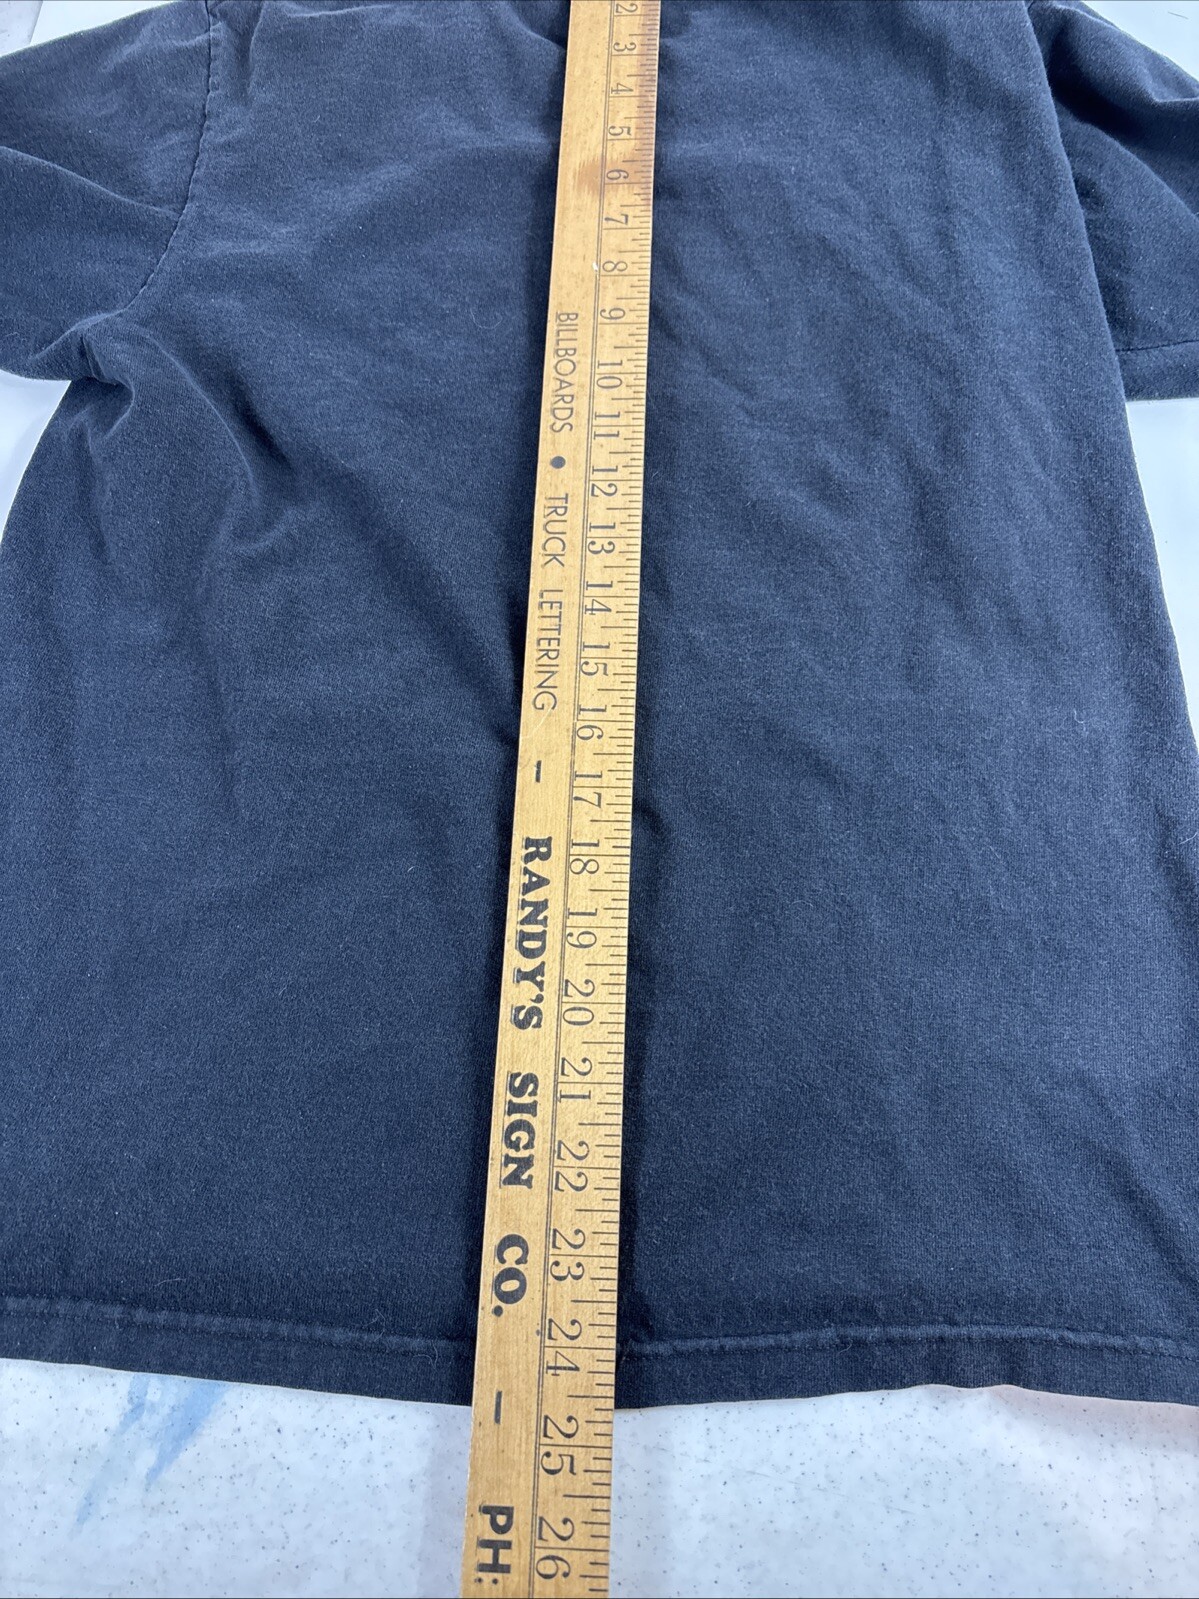 2 3 4 5 6 7 8 9 10 11 12 13 14 15 16 17 18 19 20 21 22 23 24 25 26
BILLBOARDS • TRUCK LETTERING – RANDY'S SIGN CO. – PH: